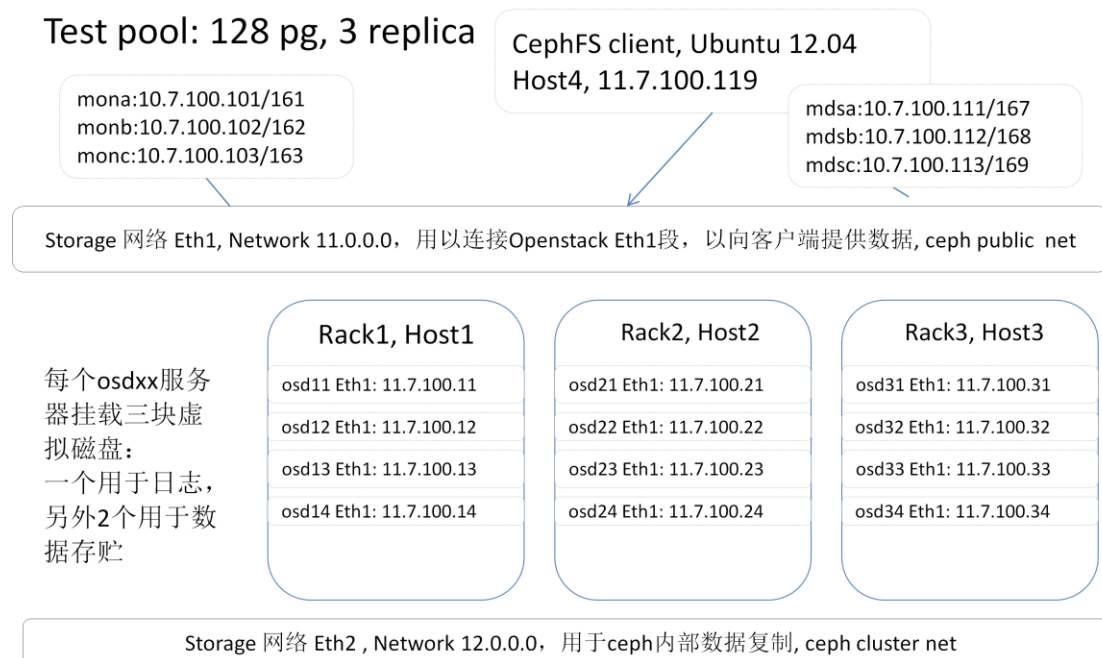 Test pool: 128 pg, 3 replica
CephFS client, Ubuntu 12.04
Host4, 11.7.100.119
mona:10.7.100.101/161
monb:10.7.100.102/162
monc:10.7.100.103/163
mdsa:10.7.100.111/167
mdsb:10.7.100.112/168
mdsc:10.7.100.113/169
Storage 网络 Eth1, Network 11.0.0.0，用以连接Openstack Eth1段，以向客户端提供数据, ceph public net
每个osdxx服务
器挂载三块虚
拟磁盘：
一个用于日志，
另外2个用于数
据存贮
Rack1, Host1
osd11 Eth1: 11.7.100.11
osd12 Eth1: 11.7.100.12
osd13 Eth1: 11.7.100.13
osd14 Eth1: 11.7.100.14
Rack2, Host2
osd21 Eth1: 11.7.100.21
osd22 Eth1: 11.7.100.22
osd23 Eth1: 11.7.100.23
osd24 Eth1: 11.7.100.24
Rack3, Host3
osd31 Eth1: 11.7.100.31
osd32 Eth1: 11.7.100.32
osd33 Eth1: 11.7.100.33
osd34 Eth1: 11.7.100.34
Storage 网络 Eth2 , Network 12.0.0.0，用于ceph内部数据复制, ceph cluster net